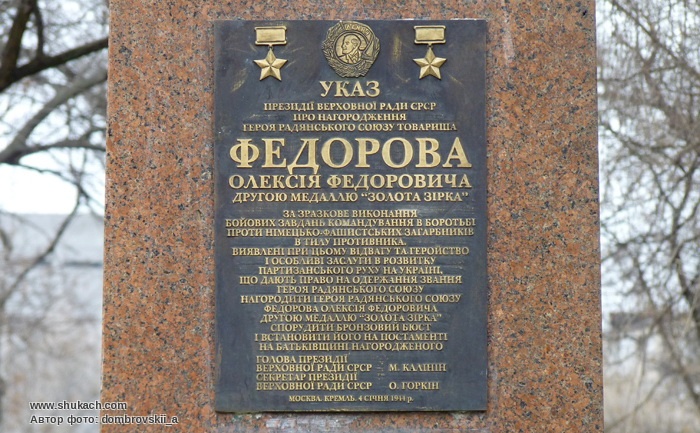 УКАЗ
ПРЕЗИДІЇ ВЕРХОВНОЇ РАДИ СРСР
ПРО НАГОРОДЖЕННЯ
ГЕРОЯ РАДЯНСЬКОГО СОЮЗУ ТОВАРИША
ФЕДОРОВА
ОЛЕКСІЯ ФЕДОРОВИЧА
ДРУГОЮ МЕДАЛЛЮ "ЗОЛОТА ЗІРКА"
ЗА ЗРАЗКОВЕ ВИКОНАННЯ
БОЙОВИХ ЗАВДАНЬ КОМАНДУВАННЯ В БОРОТЬБІ
ПРОТИ НІМЕЦЬКО-ФАШИСТСЬКИХ ЗАГАРБНИКІВ
В ТИЛУ ПРОТИВНИКА.
ВИЯВЛЕНІ ПРИ ЦЬОМУ ВІДВАГУ ТА ГЕРОЙСТВО
І ОСОБЛИВІ ЗАСЛУГИ В РОЗВИТКУ
ПАРТИЗАНСЬКОГО РУХУ НА УКРАЇНІ,
ЩО ДАЮТЬ ПРАВО НА ОДЕРЖАННЯ ЗВАННЯ
ГЕРОЯ РАДЯНСЬКОГО СОЮЗУ
НАГОРОДИТИ ГЕРОЯ РАДЯНСЬКОГО СОЮЗУ
ФЕДОРОВА ОЛЕКСІЯ ФЕДОРОВИЧА
ДРУГОЮ МЕДАЛЛЮ "ЗОЛОТА ЗІРКА"
СПОРУДИТИ БРОНЗОВИЙ БЮСТ
І ВСТАНОВИТИ ЙОГО НА ПОСТАМЕНТІ
НА БАТЬКІВЩИНІ НАГОРОДЖЕНОГО
ГОЛОВА ПРЕЗИДІЇ
ВЕРХОВНОЇ РАДИ СРСР - М. КАЛІНІН
СЕКРЕТАР ПРЕЗИДІЇ
ВЕРХОВНОЇ РАДИ СРСР - О. ГОРКІН
МОСКВА. КРЕМЛЬ. 4 СІЧНЯ 1944 р.
www.shukach.com
Автор фото: dombrovskii_a